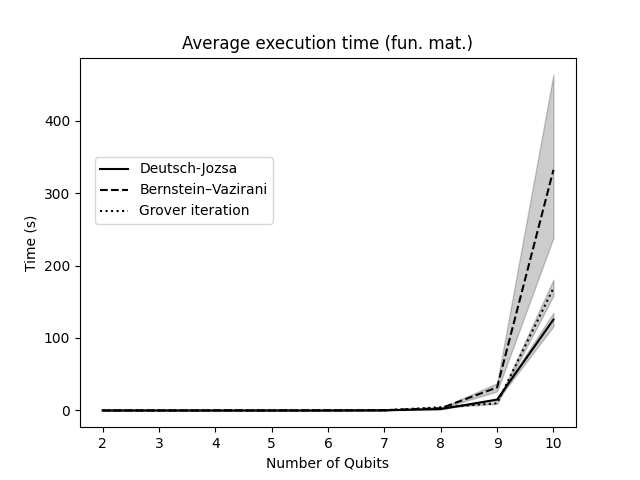 Average execution time (fun. mat.)
400
300
200
100
0
Time (s)
Deutsch-Jozsa
Bernstein–Vazirani
Grover iteration
2 3 4 5 6 7 8 9 10
Number of Qubits